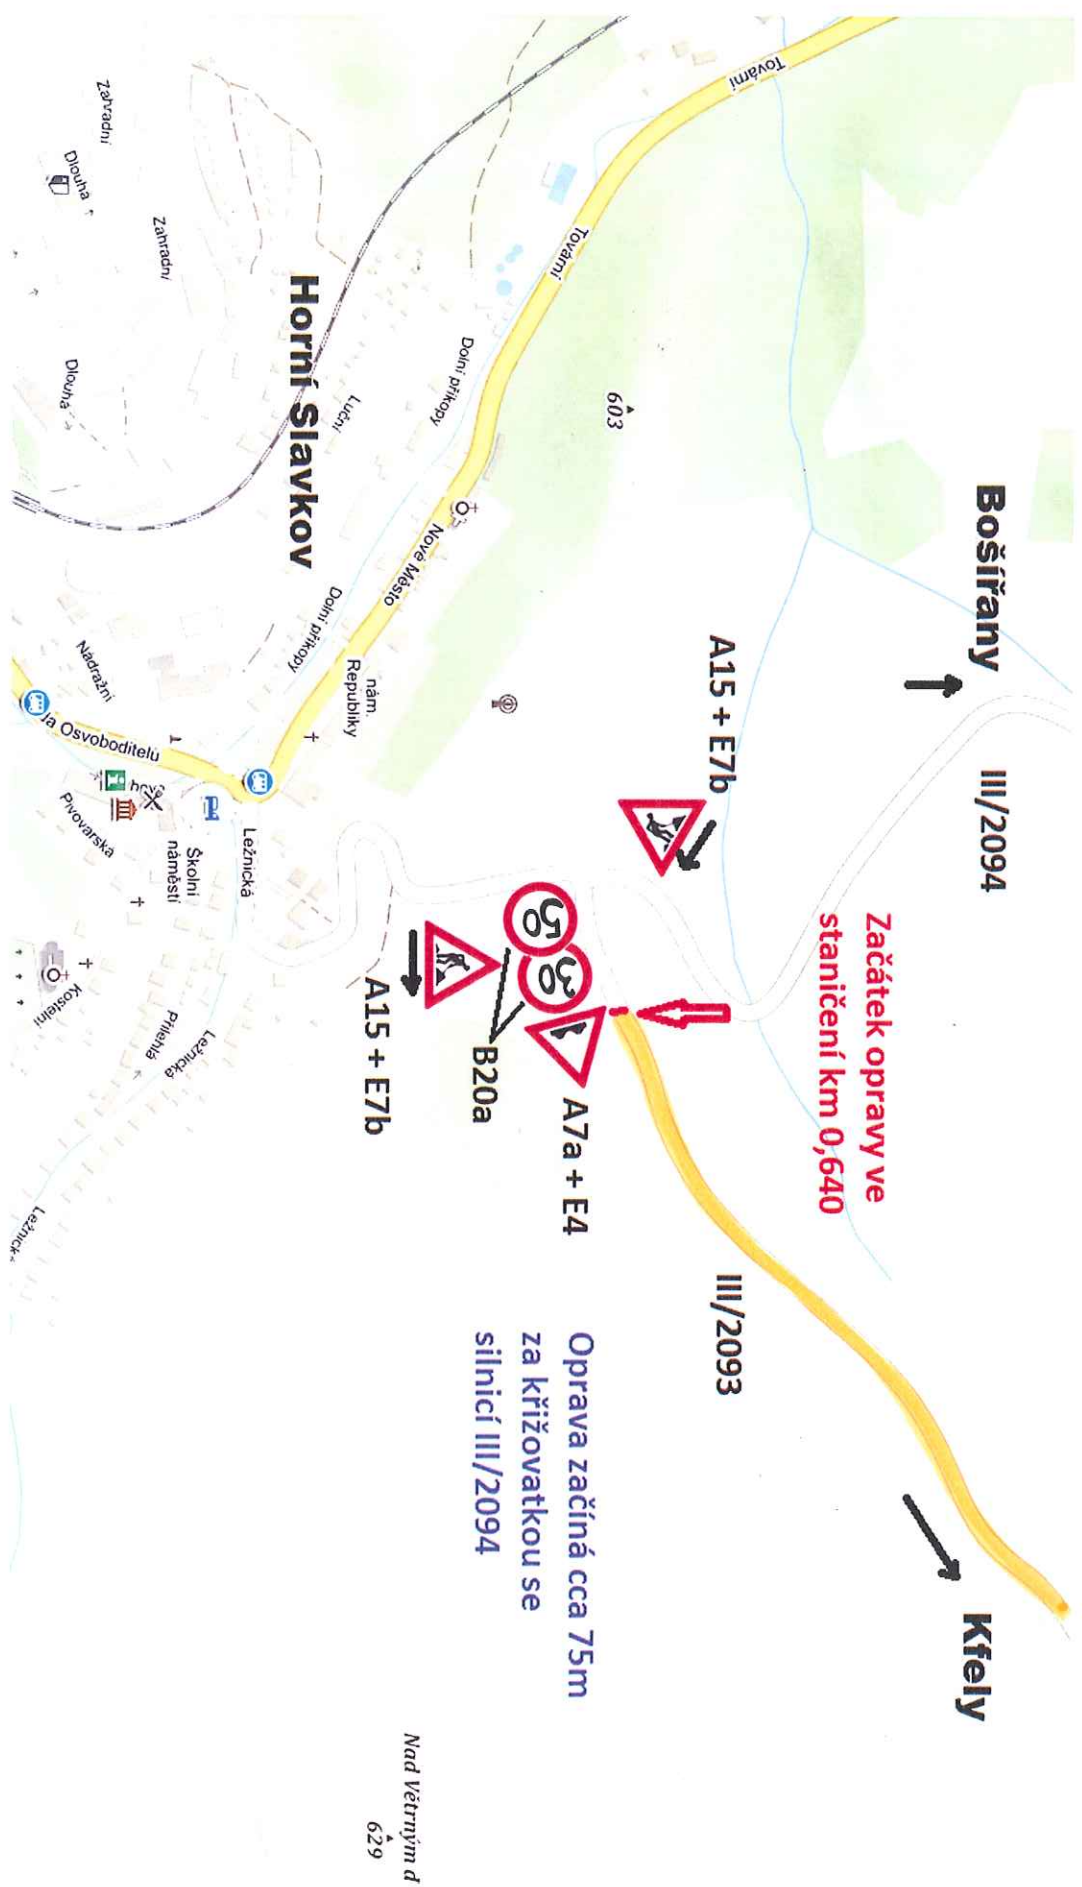 Bošířany
III/2094
Začátek opravy ve
staničení km 0,640
Kfely
III/2093
A15 + E7b
A7a + E4
B20a
A15 + E7b
Oprava začíná cca 75m
za křižovatkou se
silnicí III/2094
Horní Slavkov
Tovární
Tovární
603
Nové Město
Dolní příkopy
Dolní příkopy
Luční
nám.
Republiky
Zahradní
Zahradní
Dlouhá
Dlouhá
Nádražní
Osvoboditelů
Pivovarská
Školní
náměstí
Ležnická
Ležnická
Přilehlá
Kostelní
Nad Větrným d
629
50
30